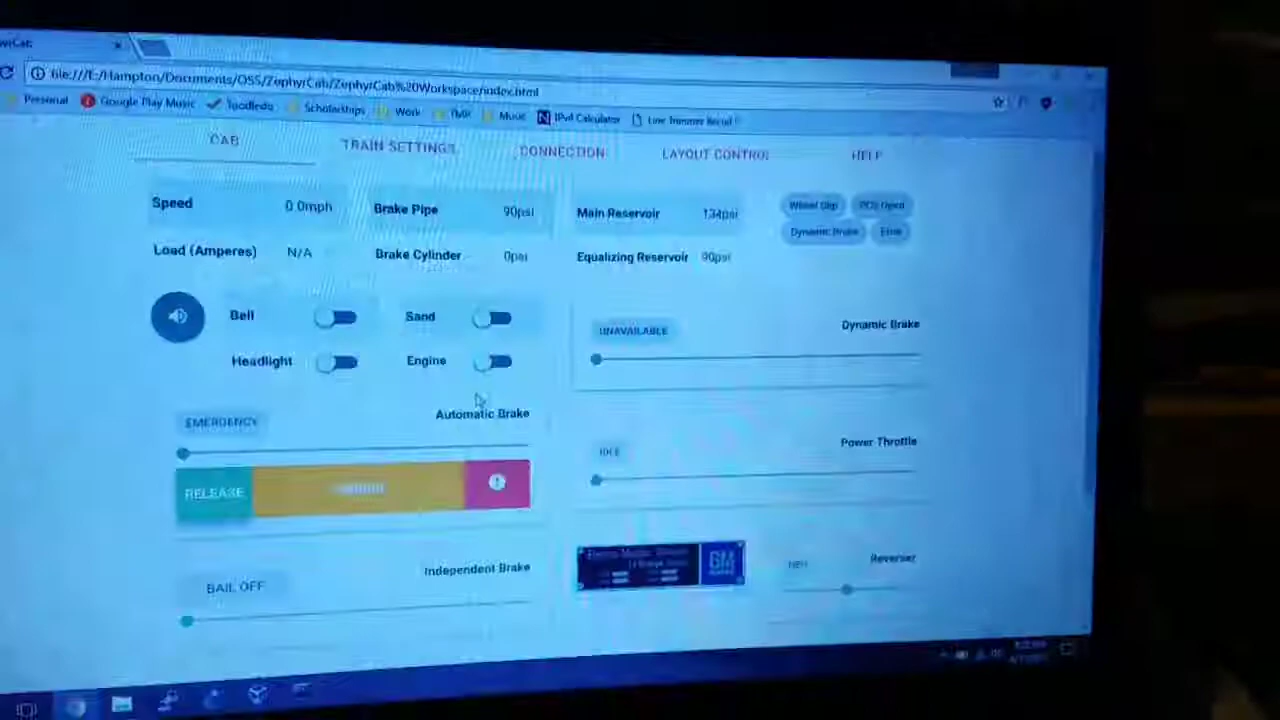 file:///E:/Hampton/Documents/OSS/ZephyrCab/ZephyrCab%20Workspace/index.html
Personal Google Play Music Toodledo Scholarships Work Music IPv4 Calculator
CAB TRAIN SETTINGS CONNECTION LAYOUT CONTROL HELP
Speed 0.0mph Brake Pipe 90psi Main Reservoir 134psi Wheel Slip PCS Open
Load (Amperes) N/A Brake Cylinder 0psi Equalizing Reservoir 90psi Dynamic Brake
Bell Sand UNAVAILABLE Dynamic Brake
Headlight Engine
EMERGENCY Automatic Brake IDLE Power Throttle
RELEASE
BAIL OFF Independent Brake GM Reverser